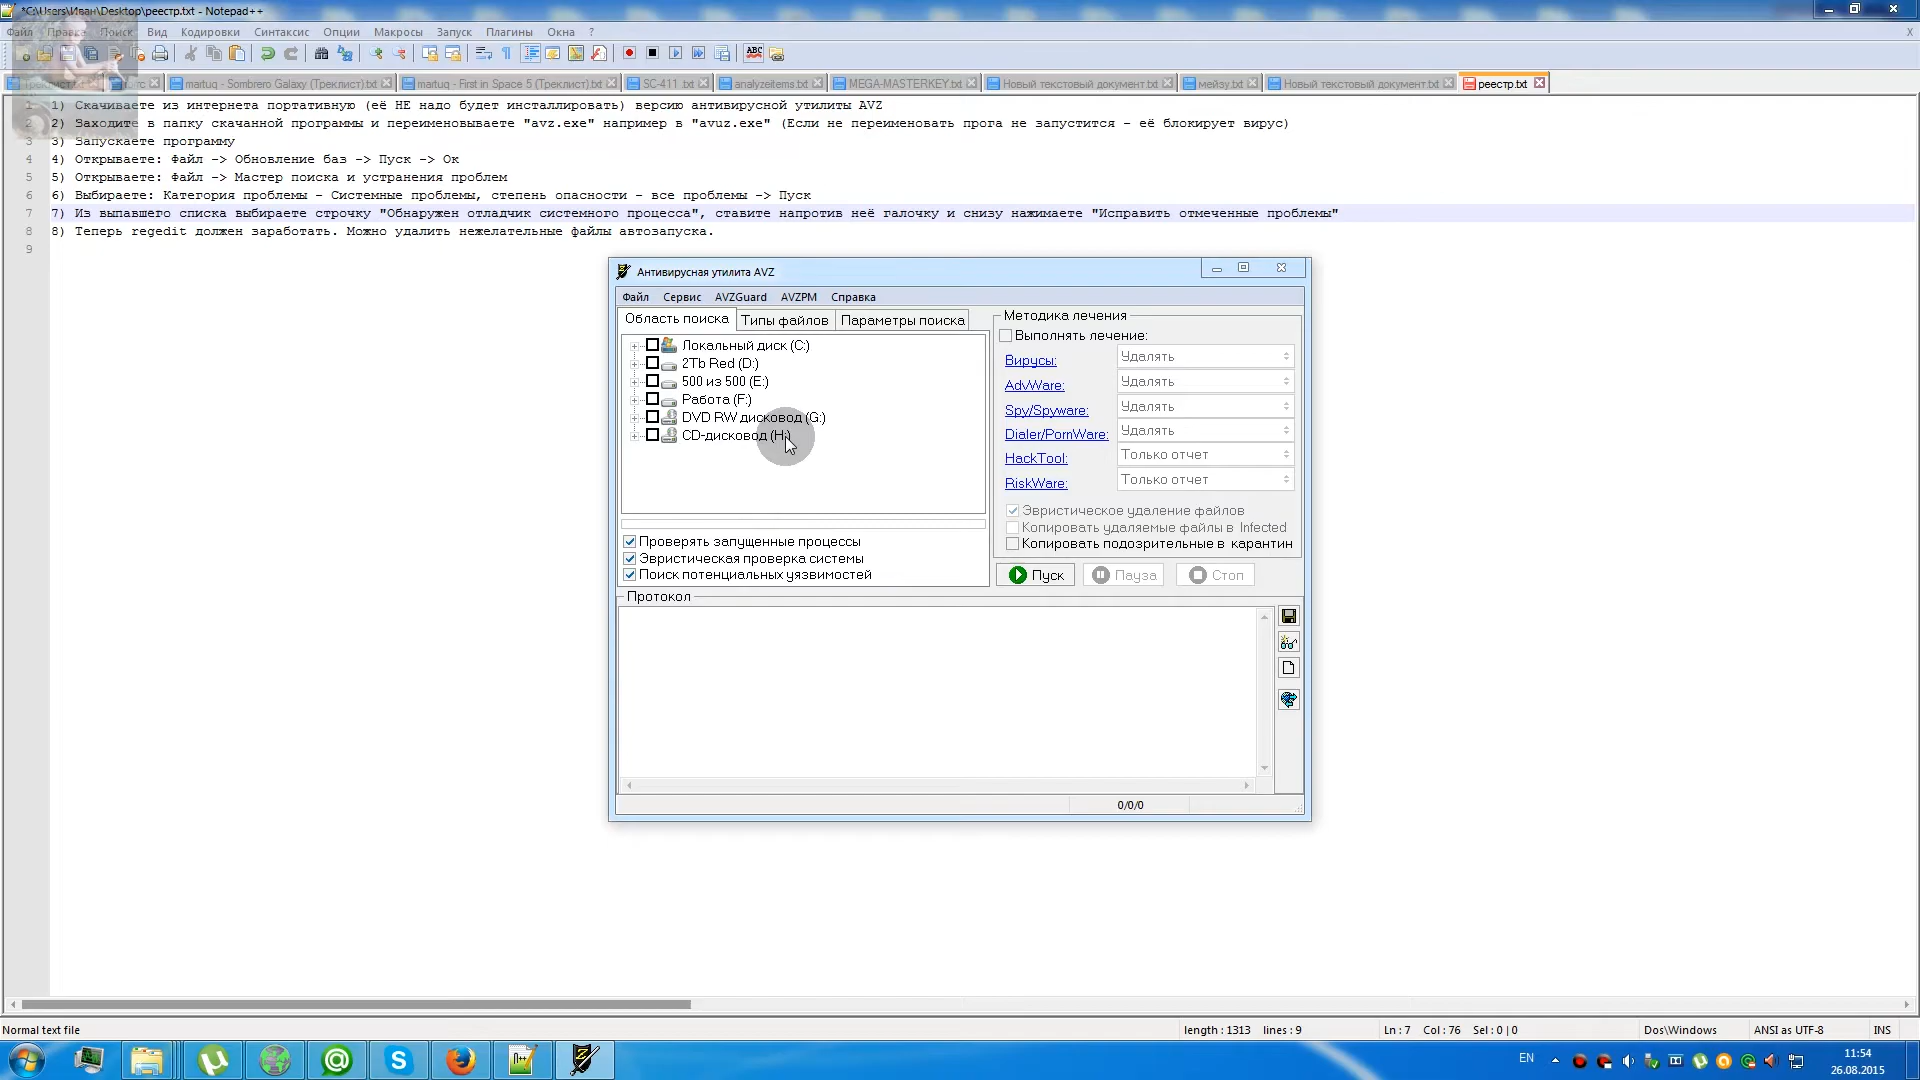 *C:\Users\Иван\Desktop\реестр.txt - Notepad++
Файл Правка Поиск Вид Кодировки Синтаксис Опции Макросы Запуск Плагины Окна ?
X
martuq - Sombrero Galaxy (Треклист).txt martuq - First in Space 5 (Треклист).txt SC-411 .txt analyzeitems.txt MEGA-MASTERKEY.txt Новый текстовый документ.txt мейзу.txt Новый текстовый документ.txt реестр.txt
1 1) Скачиваете из интернета портативную (её НЕ надо будет инсталлировать) версию антивирусной утилиты AVZ
2 2) Заходите в папку скачанной программы и переименовываете "avz.exe" например в "avuz.exe" (Если не переименовать прога не запустится - её блокирует вирус)
3 3) Запускаете программу
4 4) Открываете: Файл -> Обновление баз -> Пуск -> Ок
5 5) Открываете: Файл -> Мастер поиска и устранения проблем
6 6) Выбираете: Категория проблемы - Системные проблемы, степень опасности - все проблемы -> Пуск
7 7) Из выпавшего списка выбираете строчку "Обнаружен отладчик системного процесса", ставите напротив неё галочку и снизу нажимаете "Исправить отмеченные проблемы"
8 8) Теперь regedit должен заработать. Можно удалить нежелательные файлы автозапуска.
9
Антивирусная утилита AVZ
Файл Сервис AVZGuard AVZPM Справка
Область поиска Типы файлов Параметры поиска
Локальный диск (C:)
2Tb Red (D:)
500 из 500 (E:)
Работа (F:)
DVD RW дисковод (G:)
CD-дисковод (H:)
Проверять запущенные процессы
Эвристическая проверка системы
Поиск потенциальных уязвимостей
Методика лечения
Выполнять лечение:
Вирусы: Удалять
AdvWare: Удалять
Spy/Spyware: Удалять
Dialer/PornWare: Удалять
HackTool: Только отчет
RiskWare: Только отчет
Эвристическое удаление файлов
Копировать удаляемые файлы в Infected
Копировать подозрительные в карантин
Пуск Пауза Стоп
Протокол
0/0/0
Normal text file length : 1313 lines : 9 Ln : 7 Col : 76 Sel : 0 | 0 Dos\Windows ANSI as UTF-8 INS
EN 11:54
26.08.2015